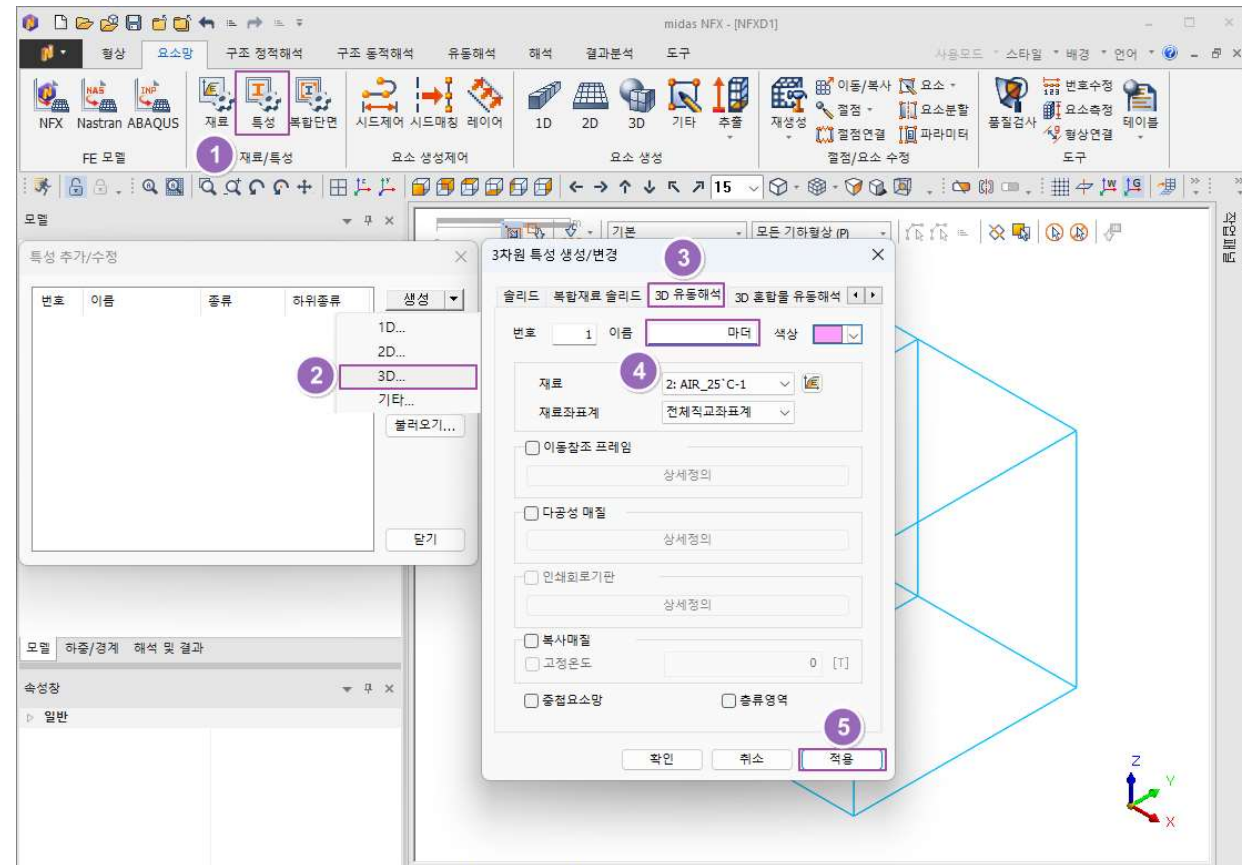 midas NFX - [NFXD1]
형상 요소망 구조 정적해석 구조 동적해석 유동해석 해석 결과분석 도구 사용모드 스타일 배경 언어
NAS INP
NFX Nastran ABAQUS 재료 특성 복합단면 시드제어 시드매칭 레이어 1D 2D 3D 기타 추출 재생성 이동/복사 요소 절점 요소분할 절점연결 파라미터 품질검사 번호수정 요소측정 형상연결 테이블
1
FE 모델 재료/특성 요소 생성제어 요소 생성 절점/요소 수정 도구
15
모델
작업패널
기본 모든 기하형상 (P)
특성 추가/수정
번호 이름 종류 하위종류 생성
1D...
2D...
2
3D...
기타...
불러오기...
닫기
3차원 특성 생성/변경
3
솔리드 복합재료 솔리드 3D 유동해석 3D 혼합물 유동해석
번호 1 이름 마더 색상
4
재료 2: AIR_25`C-1
재료좌표계 전체직교좌표계
이동참조 프레임
상세정의
다공성 매질
상세정의
인쇄회로기판
상세정의
복사매질
고정온도 0 [T]
중첩요소망 층류영역
5
확인 취소 적용
모델 하중/경계 해석 및 결과
속성창
일반
Z
Y
X